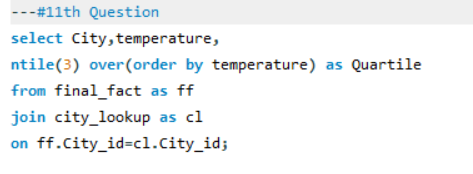 ---#11th Question
select City,temperature,
ntile(3) over(order by temperature) as Quartile
from final_fact as ff
join city_lookup as cl
on ff.City_id=cl.City_id;